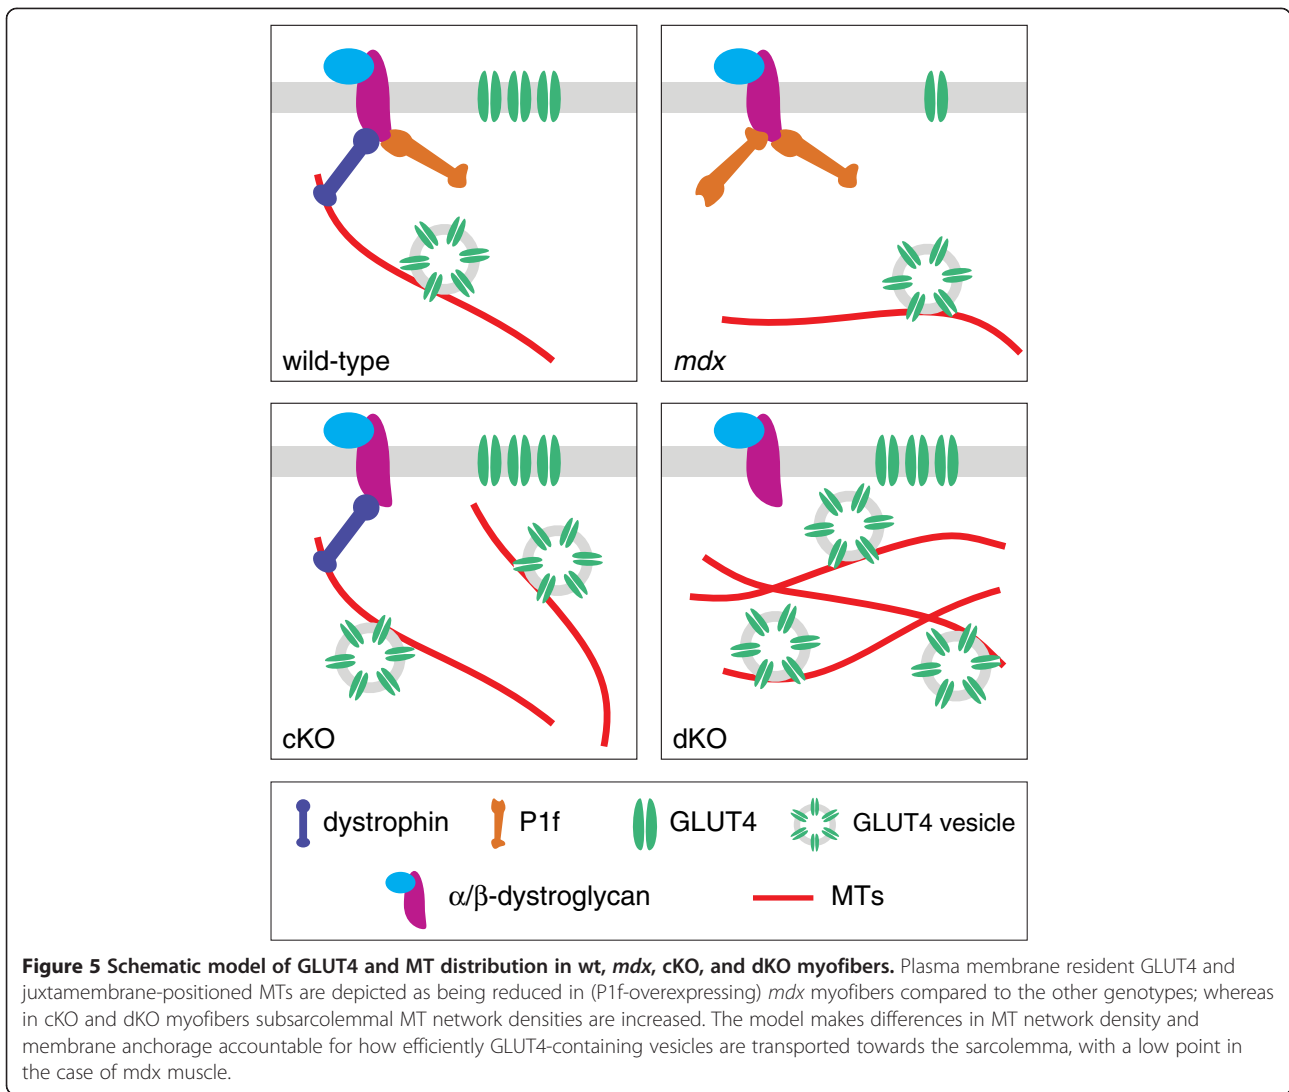 wild-type
mdx
cKO
dKO
dystrophin
P1f
GLUT4
GLUT4 vesicle
α/β-dystroglycan
MTs
Figure 5 Schematic model of GLUT4 and MT distribution in wt, mdx, cKO, and dKO myofibers. Plasma membrane resident GLUT4 and
juxtamembrane-positioned MTs are depicted as being reduced in (P1f-overexpressing) mdx myofibers compared to the other genotypes; whereas
in cKO and dKO myofibers subsarcolemmal MT network densities are increased. The model makes differences in MT network density and
membrane anchorage accountable for how efficiently GLUT4-containing vesicles are transported towards the sarcolemma, with a low point in
the case of mdx muscle.